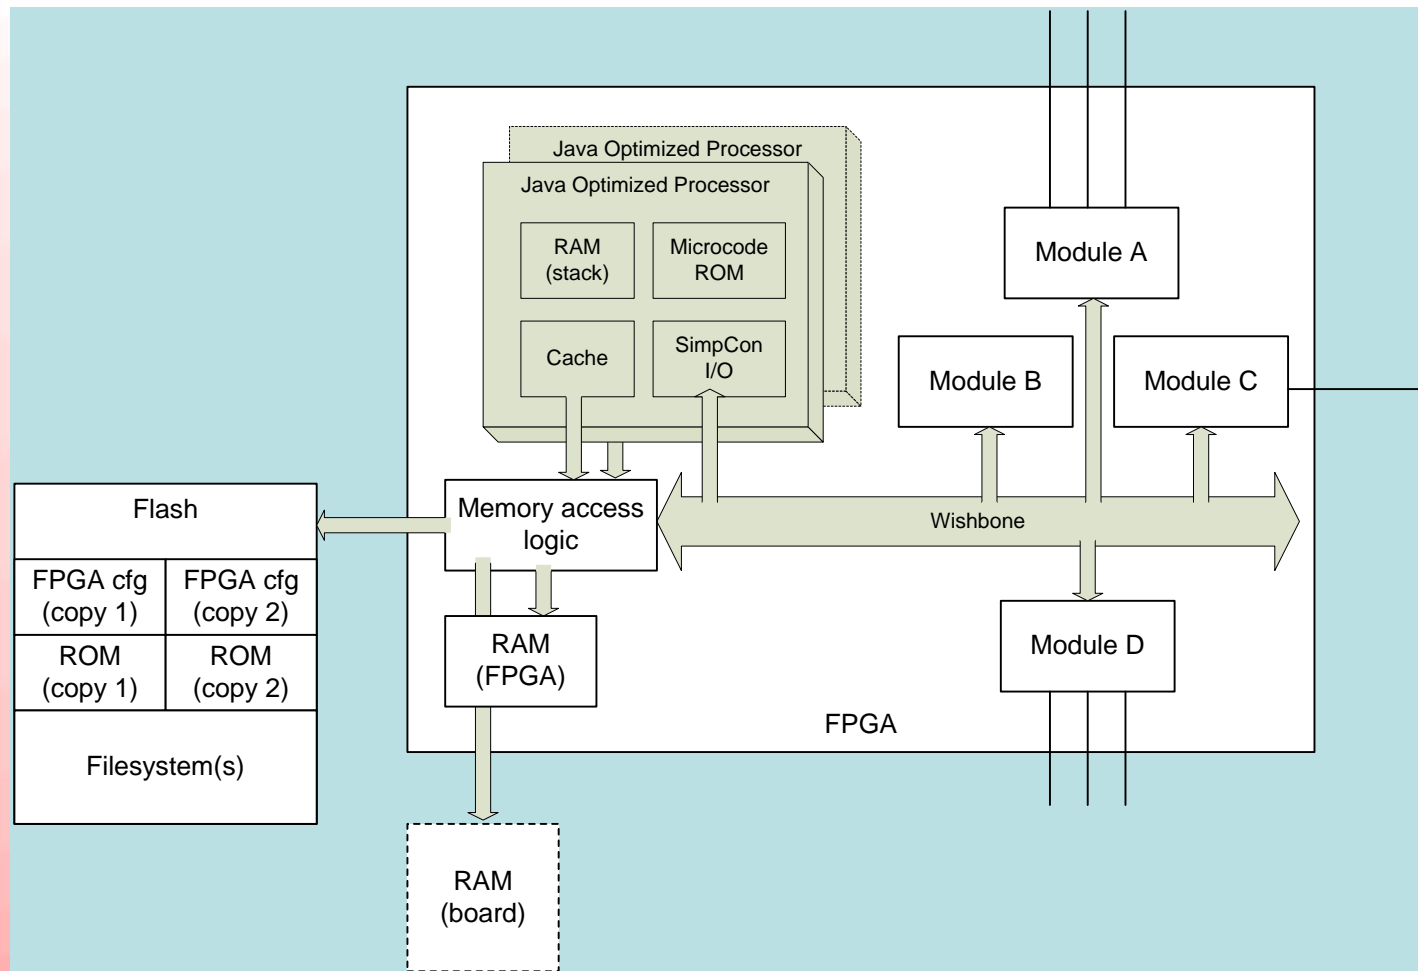 Java Optimized Processor
Java Optimized Processor
RAM
(stack)
Microcode
ROM
Cache
SimpCon
I/O
Module A
Module B
Module C
Flash
Memory access
logic
Wishbone
FPGA cfg
(copy 1)
FPGA cfg
(copy 2)
ROM
(copy 1)
ROM
(copy 2)
RAM
(FPGA)
Module D
FPGA
Filesystem(s)
RAM
(board)